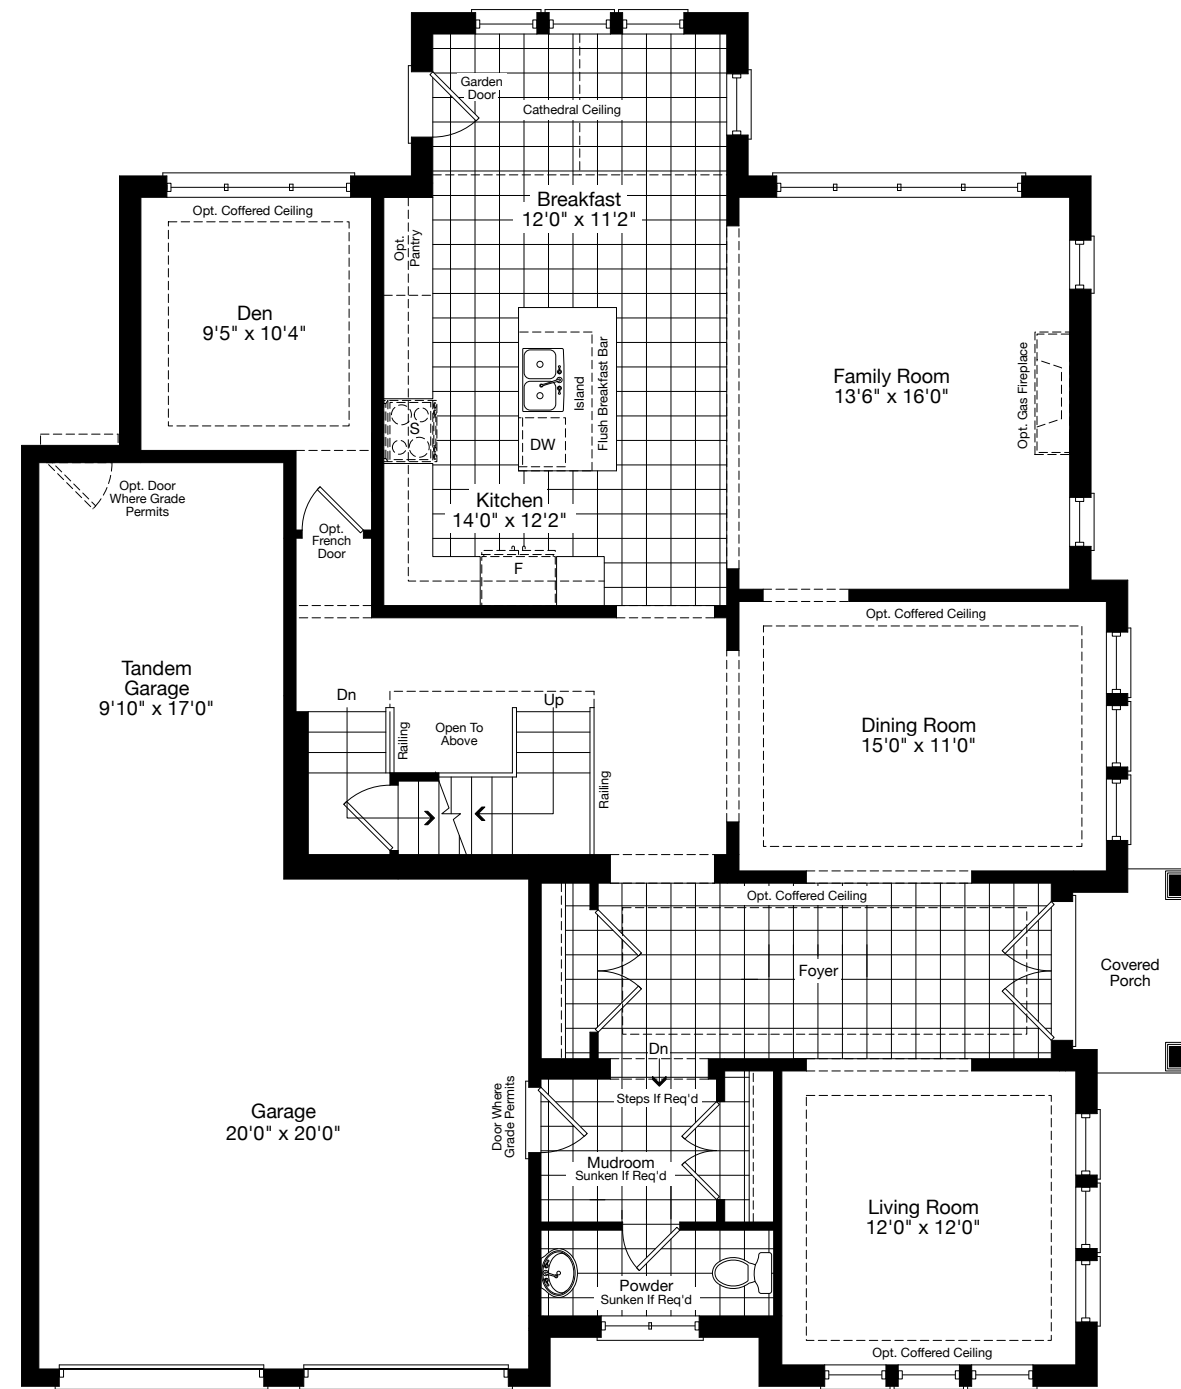 Garden
Door
Cathedral Ceiling
Breakfast
12'0" x 11'2"
Opt. Coffered Ceiling
Opt.
Pantry
Den
9'5" x 10'4"
Island
Flush Breakfast Bar
DW
S
Family Room
13'6" x 16'0"
Opt. Gas Fireplace
Kitchen
14'0" x 12'2"
F
Opt. Door
Where Grade
Permits
Opt.
French
Door
Opt. Coffered Ceiling
Tandem
Garage
9'10" x 17'0"
Dn
Up
Railing
Open To
Above
Railing
Dining Room
15'0" x 11'0"
Opt. Coffered Ceiling
Foyer
Covered
Porch
Dn
Steps If Req'd
Door Where
Grade Permits
Garage
20'0" x 20'0"
Mudroom
Sunken If Req'd
Living Room
12'0" x 12'0"
Powder
Sunken If Req'd
Opt. Coffered Ceiling